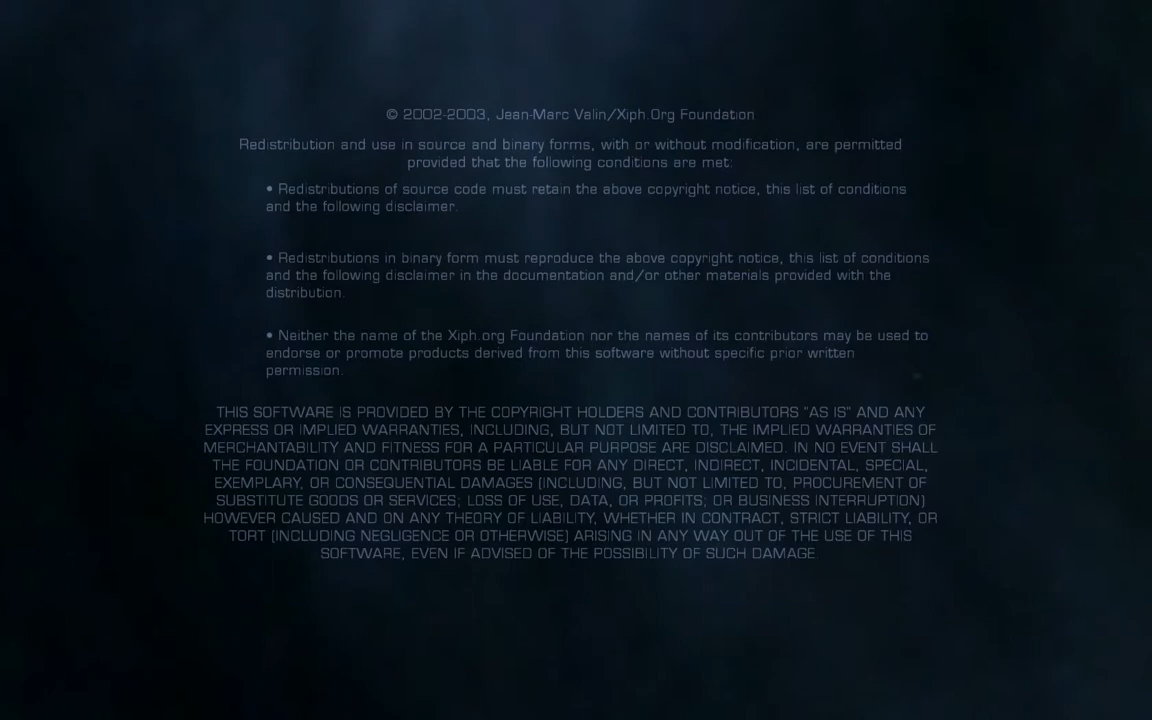 © 2002-2003, Jean-Marc Valin/Xiph.Org Foundation
Redistribution and use in source and binary forms, with or without modification, are permitted
provided that the following conditions are met:
• Redistributions of source code must retain the above copyright notice, this list of conditions
and the following disclaimer.
• Redistributions in binary form must reproduce the above copyright notice, this list of conditions
and the following disclaimer in the documentation and/or other materials provided with the
distribution.
• Neither the name of the Xiph.org Foundation nor the names of its contributors may be used to
endorse or promote products derived from this software without specific prior written
permission.
THIS SOFTWARE IS PROVIDED BY THE COPYRIGHT HOLDERS AND CONTRIBUTORS "AS IS" AND ANY
EXPRESS OR IMPLIED WARRANTIES, INCLUDING, BUT NOT LIMITED TO, THE IMPLIED WARRANTIES OF
MERCHANTABILITY AND FITNESS FOR A PARTICULAR PURPOSE ARE DISCLAIMED. IN NO EVENT SHALL
THE FOUNDATION OR CONTRIBUTORS BE LIABLE FOR ANY DIRECT, INDIRECT, INCIDENTAL, SPECIAL,
EXEMPLARY, OR CONSEQUENTIAL DAMAGES (INCLUDING, BUT NOT LIMITED TO, PROCUREMENT OF
SUBSTITUTE GOODS OR SERVICES; LOSS OF USE, DATA, OR PROFITS; OR BUSINESS INTERRUPTION)
HOWEVER CAUSED AND ON ANY THEORY OF LIABILITY, WHETHER IN CONTRACT, STRICT LIABILITY, OR
TORT (INCLUDING NEGLIGENCE OR OTHERWISE) ARISING IN ANY WAY OUT OF THE USE OF THIS
SOFTWARE, EVEN IF ADVISED OF THE POSSIBILITY OF SUCH DAMAGE